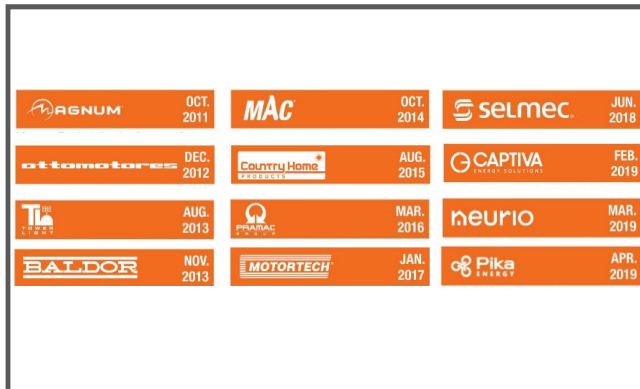 MAGNUM OCT. 2011
ottomotores DEC. 2012
TOWER LIGHT AUG. 2013
BALDOR NOV. 2013
MAC OCT. 2014
Country Home PRODUCTS AUG. 2015
PRAMAC GROUP MAR. 2016
MOTORTECH JAN. 2017
selmec JUN. 2018
CAPTIVA ENERGY SOLUTIONS FEB. 2019
neurio MAR. 2019
Pika ENERGY APR. 2019